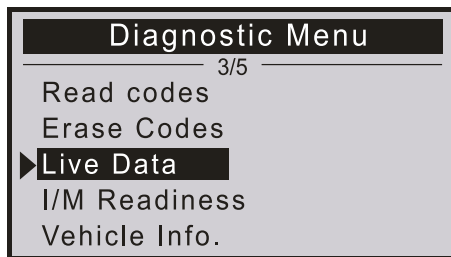 Diagnostic Menu
3/5
Read codes
Erase Codes
Live Data
I/M Readiness
Vehicle Info.